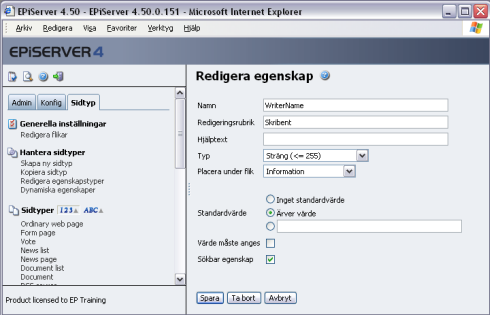 EPiServer 4.50 - EPiServer 4.50.0.151 - Microsoft Internet Explorer
Arkiv Redigera Visa Favoriter Verktyg Hjälp
EPiSERVER 4
Admin Konfig Sidtyp
Generella inställningar
Redigera flikar
Hantera sidtyper
Skapa ny sidtyp
Kopiera sidtyp
Redigera egenskapstyper
Dynamiska egenskaper
Sidtyper 123 ABC
Ordinary web page
Form page
Vote
News list
News page
Document list
Document
RSS source
Product licensed to EP Training
Redigera egenskap
Namn WriterName
Redigeringsrubrik Skribent
Hjälptext
Typ Sträng (<= 255)
Placera under flik Information
Standardvärde
Inget standardvärde
Ärver värde
Värde måste anges
Sökbar egenskap
Spara Ta bort Avbryt